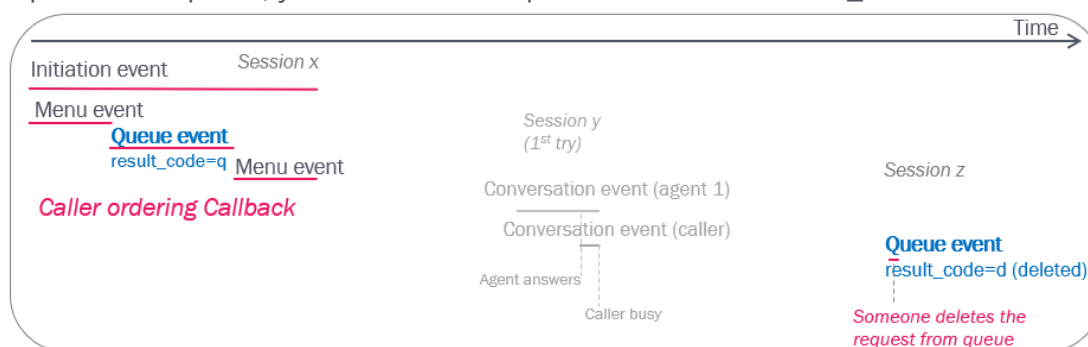 Time
Initiation event
Session x
Menu event
Queue event
result_code=q
Menu event
Caller ordering Callback
Session y
(1st try)
Conversation event (agent 1)
Conversation event (caller)
Agent answers
Caller busy
Session z
Queue event
result_code=d (deleted)
Someone deletes the
request from queue